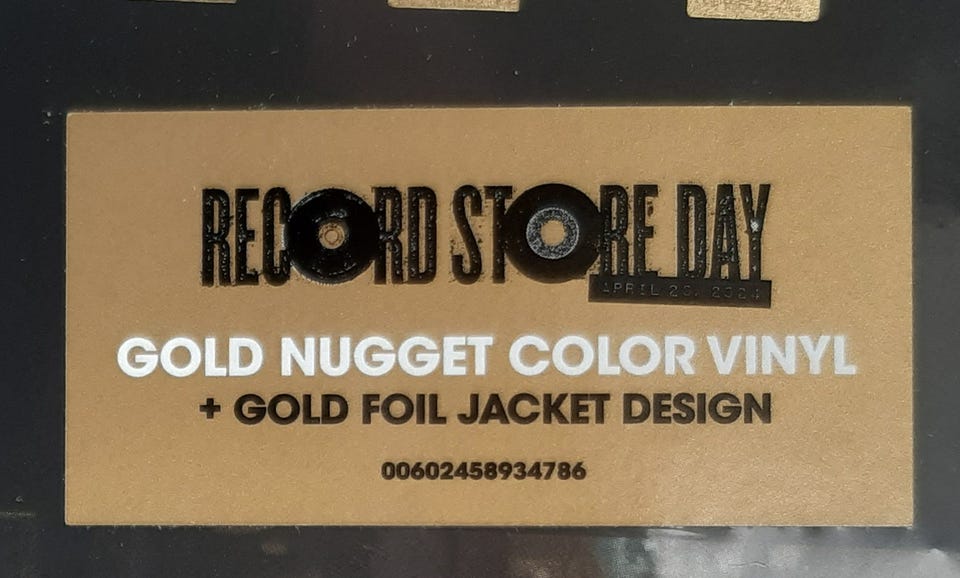 RECORD STORE DAY
APRIL 20, 2024
GOLD NUGGET COLOR VINYL
+ GOLD FOIL JACKET DESIGN
00602458934786